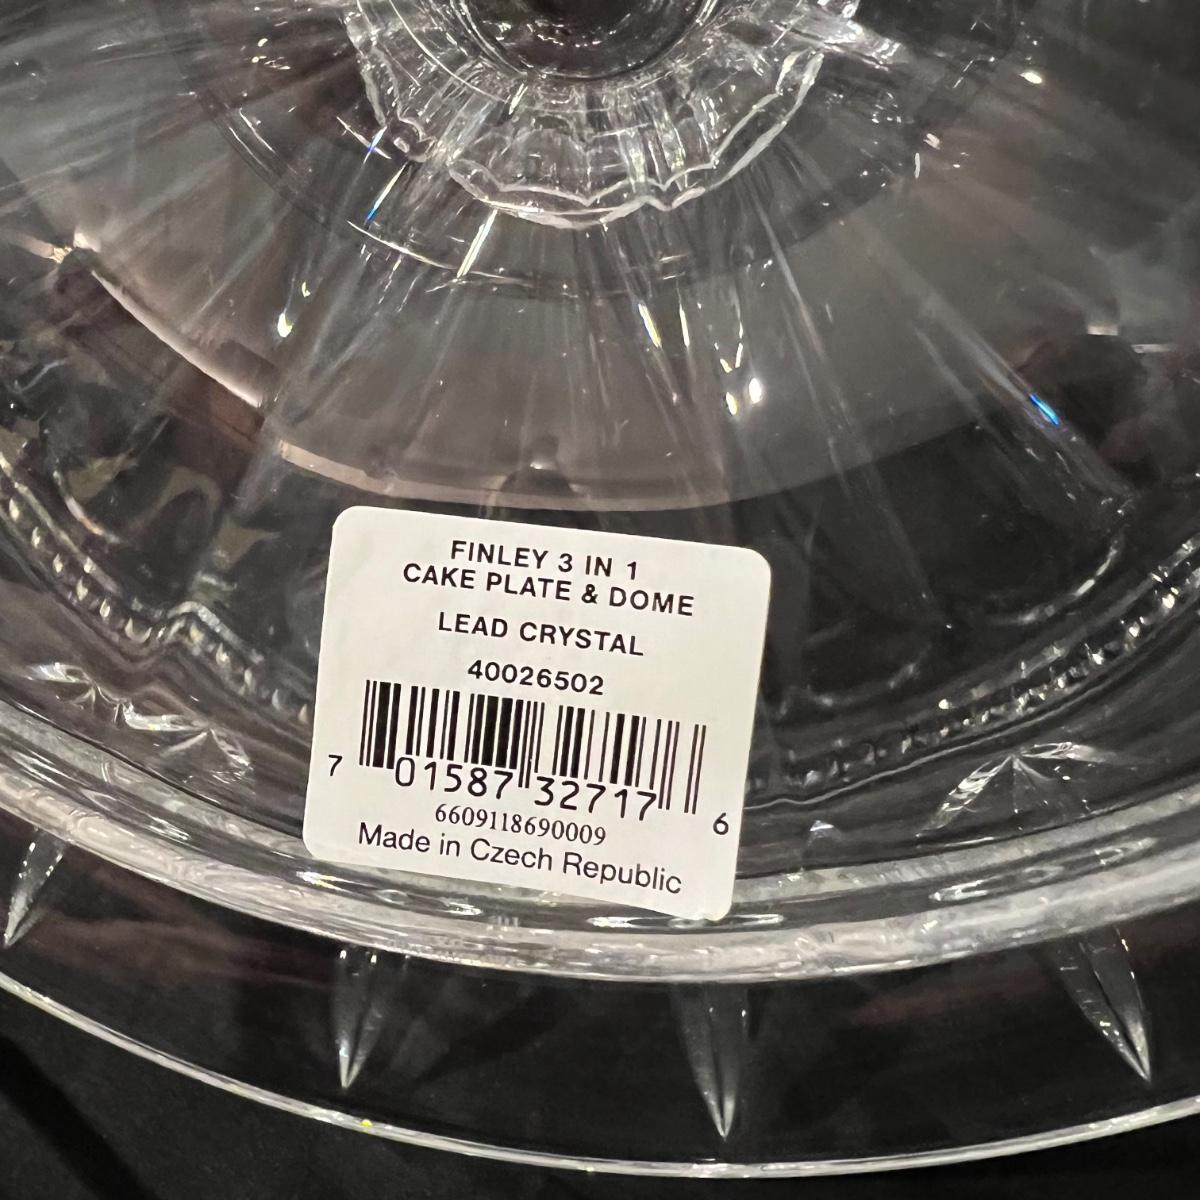 FINLEY 3 IN 1
CAKE PLATE & DOME
LEAD CRYSTAL
40026502
7 01587 32717 6
6609118690009
Made in Czech Republic